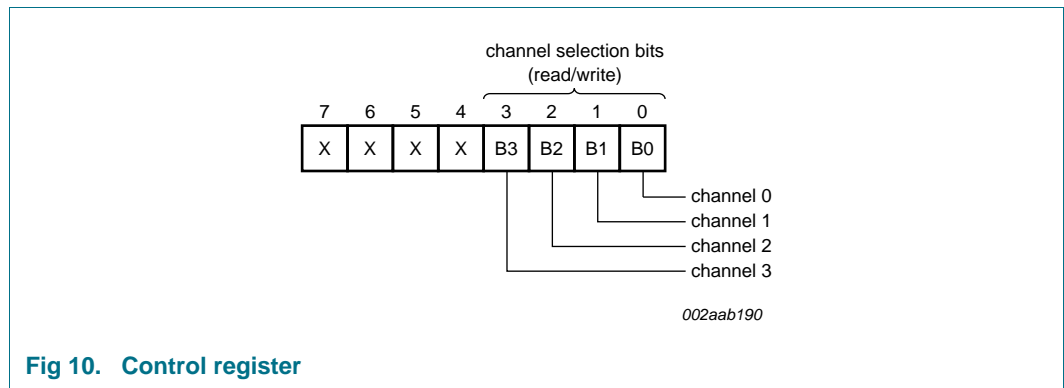 channel selection bits
(read/write)
7 6 5 4 3 2 1 0
X X X X B3 B2 B1 B0
channel 0
channel 1
channel 2
channel 3
002aab190
Fig 10. Control register